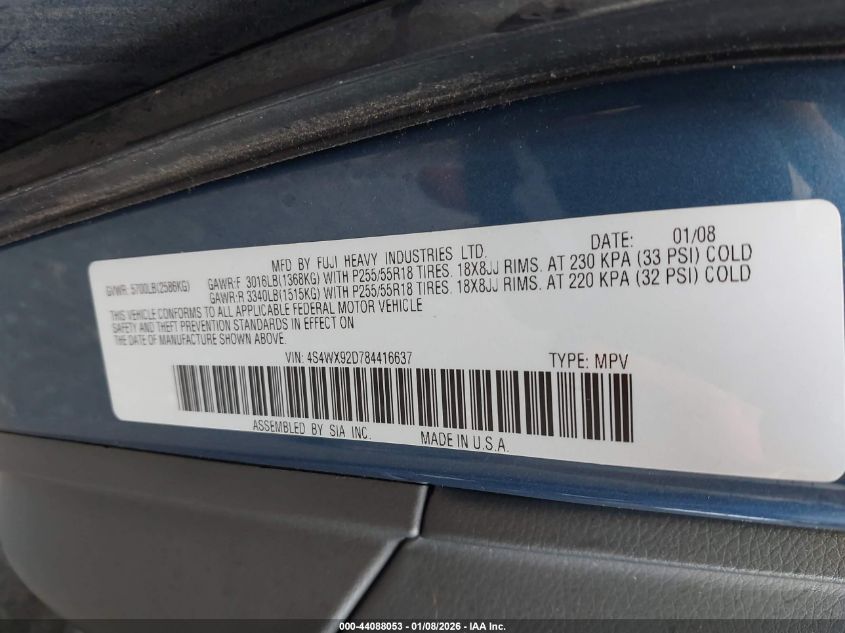 MFD BY FUJI HEAVY INDUSTRIES LTD. DATE: 01/08
GVWR: 5700LB(2586KG) GAWR:F 3016LB(1368KG) WITH P255/55R18 TIRES. 18X8JJ RIMS. AT 230 KPA (33 PSI) COLD
GAWR:R 3340LB(1515KG) WITH P255/55R18 TIRES. 18X8JJ RIMS. AT 220 KPA (32 PSI) COLD
THIS VEHICLE CONFORMS TO ALL APPLICABLE FEDERAL MOTOR VEHICLE
SAFETY AND THEFT PREVENTION STANDARDS IN EFFECT ON
THE DATE OF MANUFACTURE SHOWN ABOVE.
VIN: 4S4WX92D784416637 TYPE: MPV
ASSEMBLED BY SIA INC. MADE IN U.S.A.
000-44088053 - 01/08/2026 - IAA Inc.